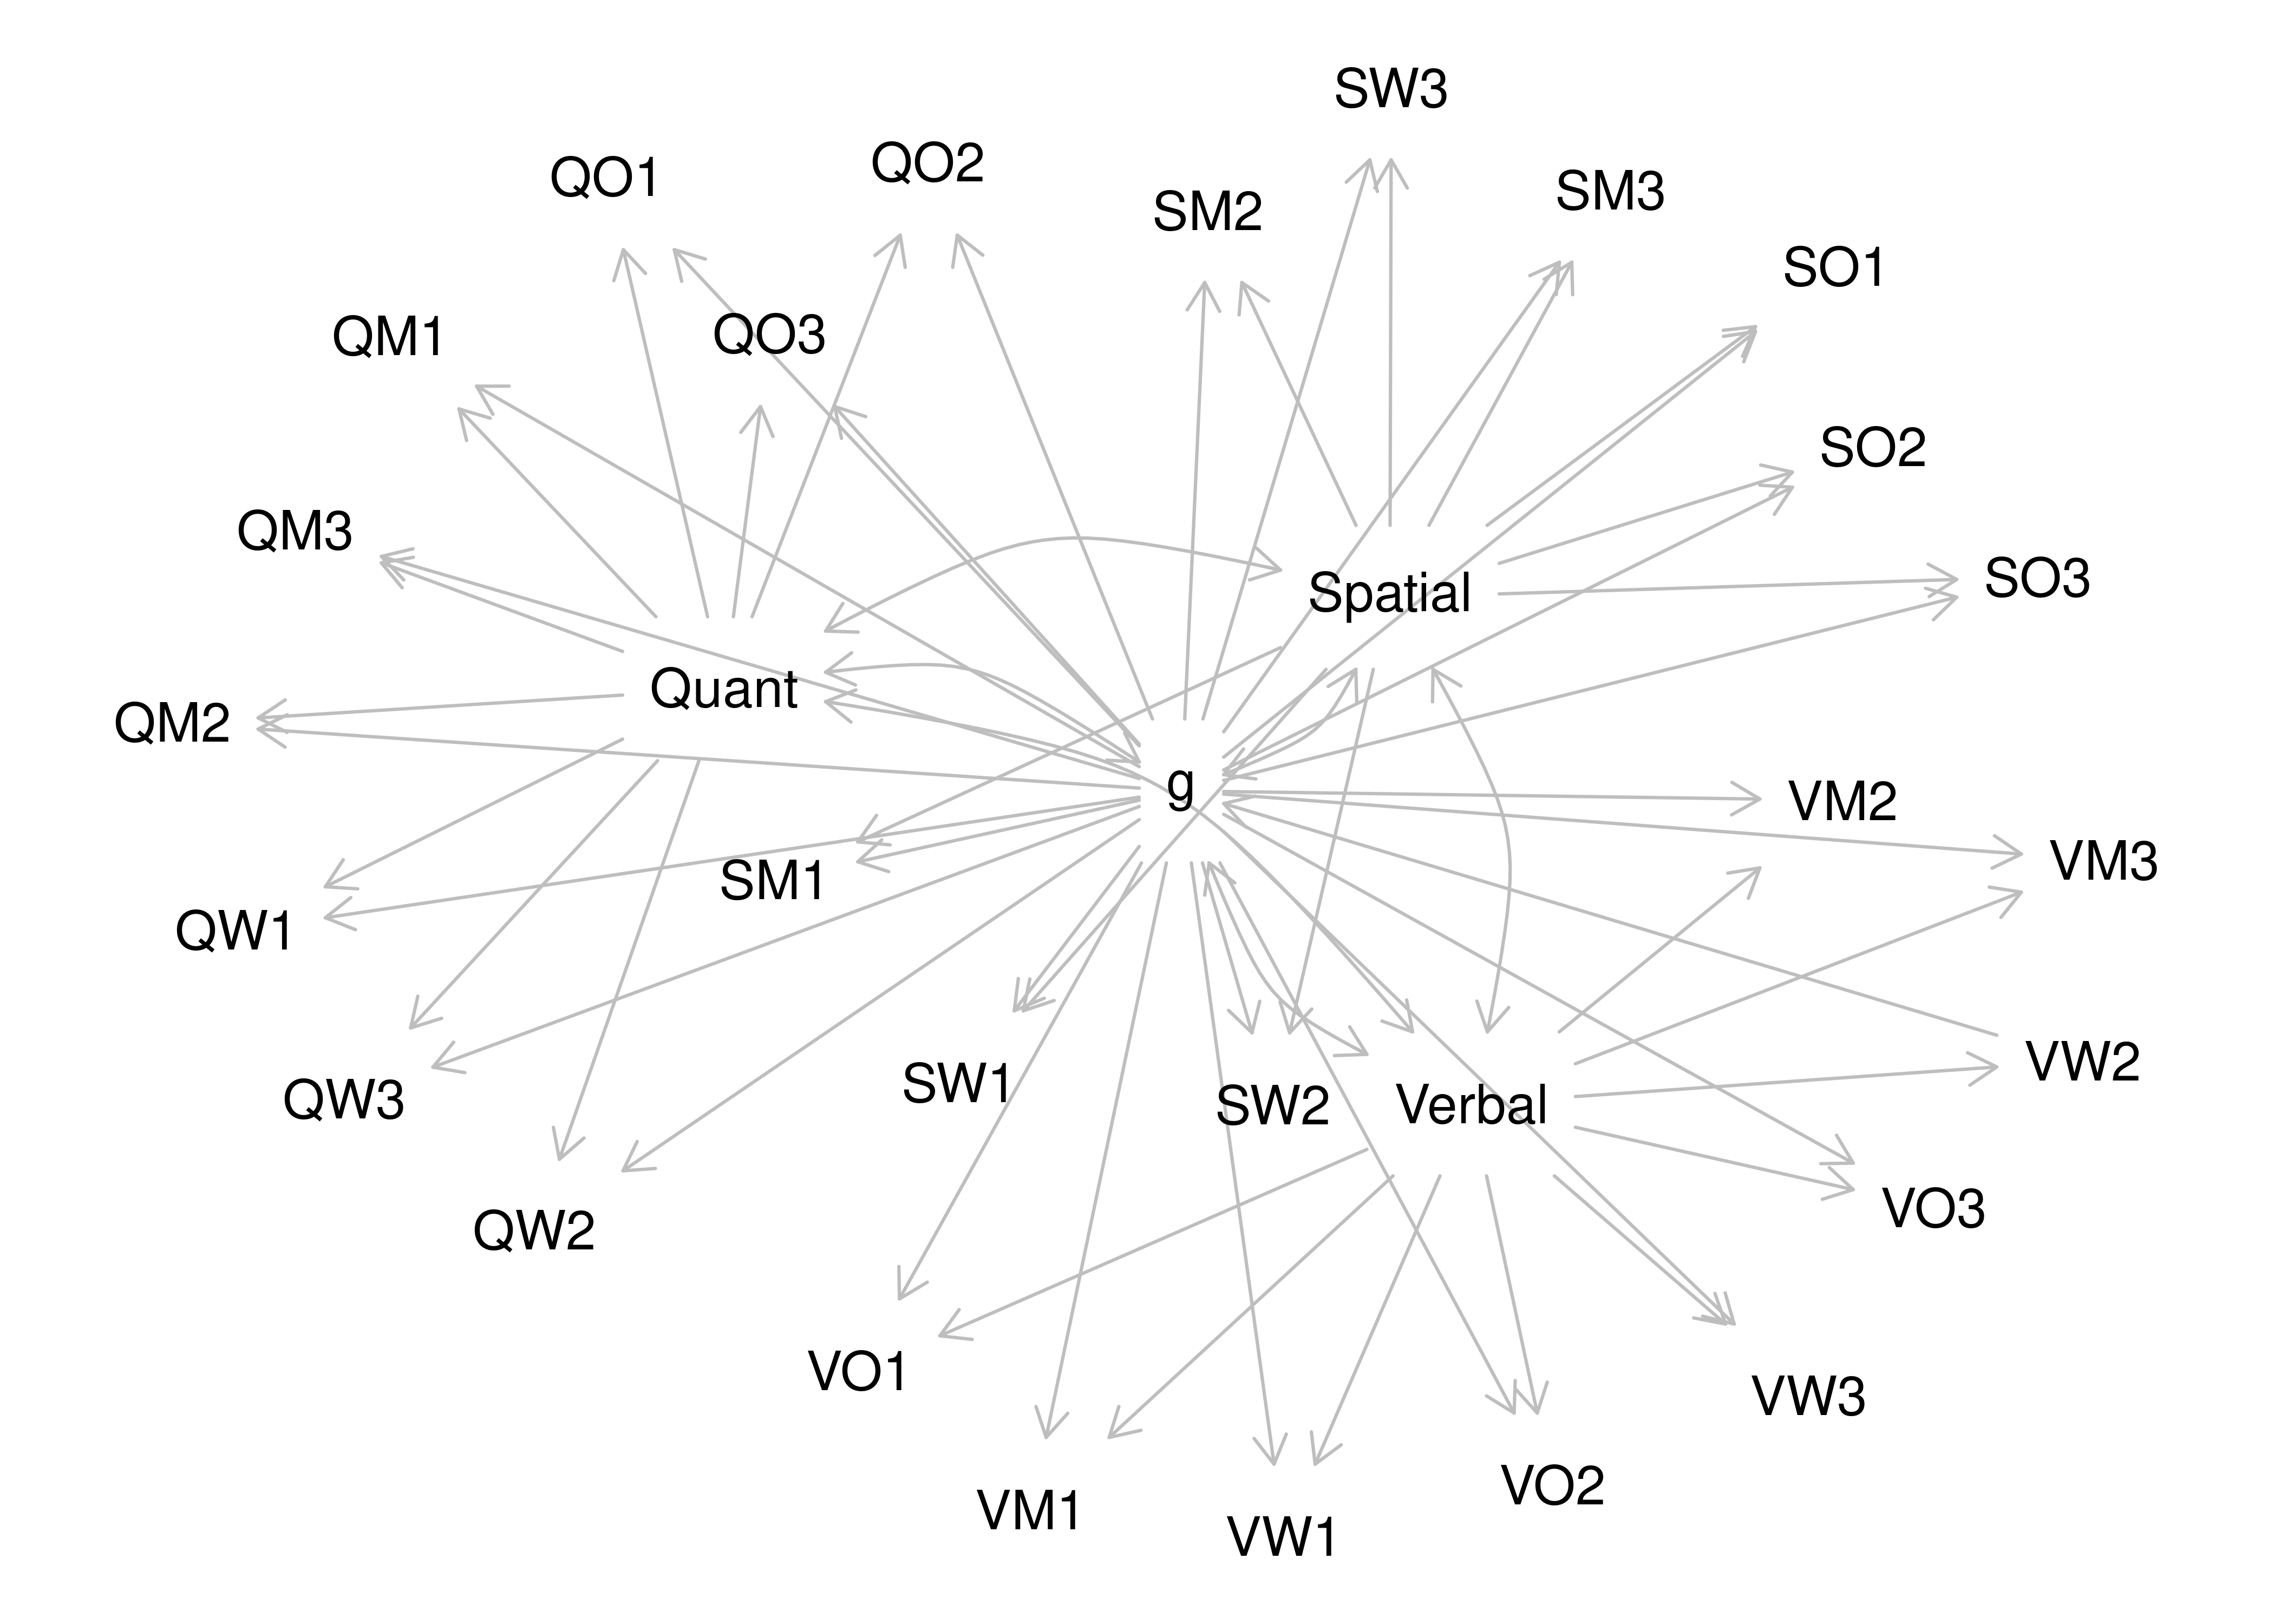 SW3
QO1
QO2
SM2
SM3
SO1
QM1
QO3
SO2
QM3
Spatial
SO3
Quant
QM2
g
VM2
VM3
SM1
QW1
VW2
SW1
QW3
SW2
Verbal
VO3
QW2
VO1
VW3
VO2
VM1
VW1